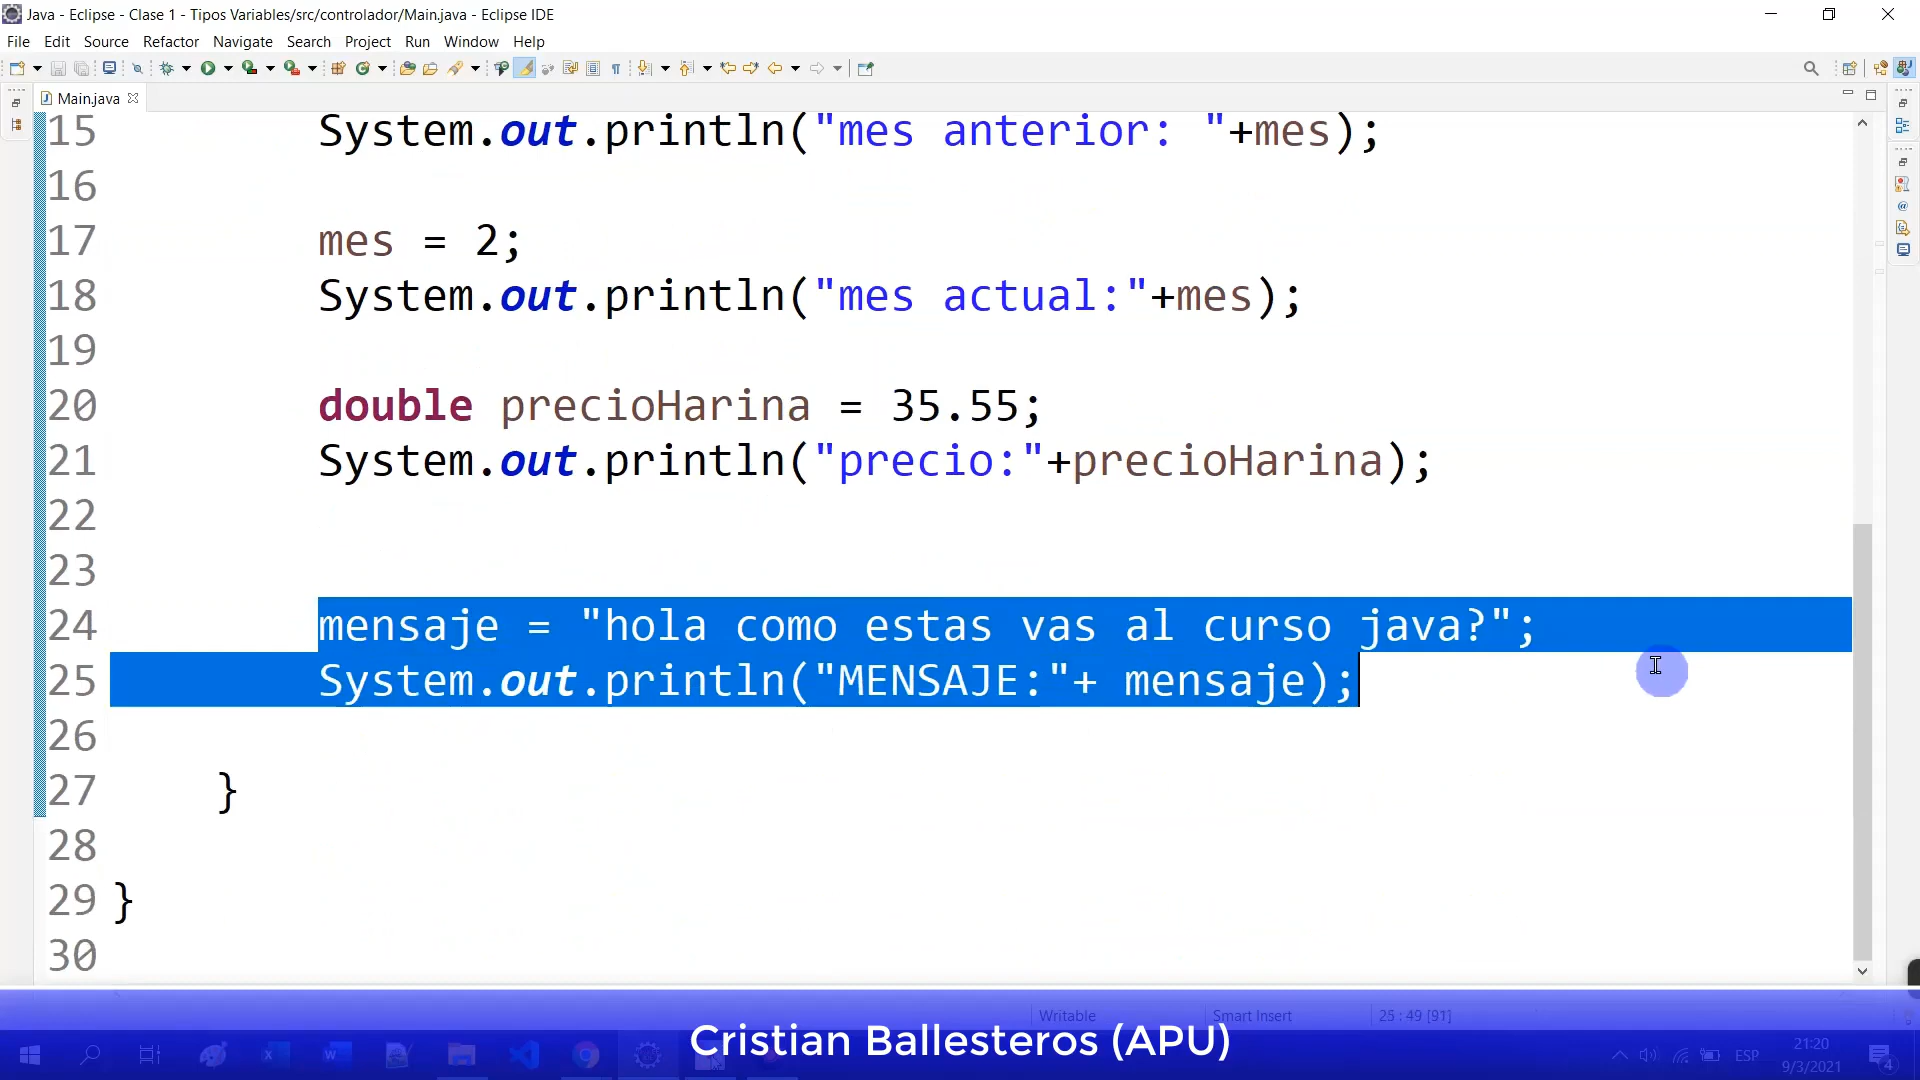 Java - Eclipse - Clase 1 - Tipos Variables/src/controlador/Main.java - Eclipse IDE
File Edit Source Refactor Navigate Search Project Run Window Help
Main.java
15 System.out.println("mes anterior: "+mes);
16
17 mes = 2;
18 System.out.println("mes actual:"+mes);
19
20 double precioHarina = 35.55;
21 System.out.println("precio:"+precioHarina);
22
23
24 mensaje = "hola como estas vas al curso java?";
25 System.out.println("MENSAJE:"+ mensaje);
26
27 }
28
29 }
30
Writable Smart Insert 25 : 49 [91]
Cristian Ballesteros (APU)
ESP
21:20
9/3/2021
4